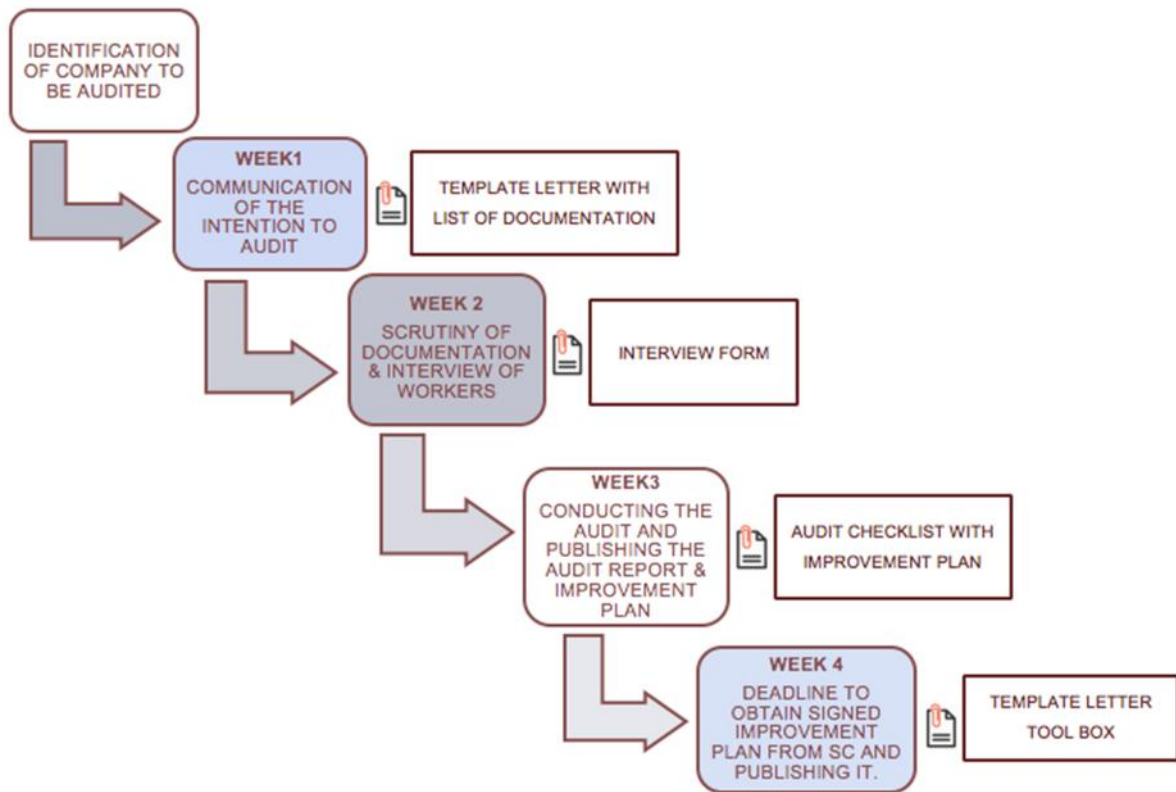 IDENTIFICATION
OF COMPANY TO
BE AUDITED
WEEK1
COMMUNICATION
OF THE
INTENTION TO
AUDIT
TEMPLATE LETTER WITH
LIST OF DOCUMENTATION
WEEK 2
SCRUTINY OF
DOCUMENTATION
& INTERVIEW OF
WORKERS
INTERVIEW FORM
WEEK3
CONDUCTING THE
AUDIT AND
PUBLISHING THE
AUDIT REPORT &
IMPROVEMENT
PLAN
AUDIT CHECKLIST WITH
IMPROVEMENT PLAN
WEEK 4
DEADLINE TO
OBTAIN SIGNED
IMPROVEMENT
PLAN FROM SC AND
PUBLISHING IT.
TEMPLATE LETTER
TOOL BOX